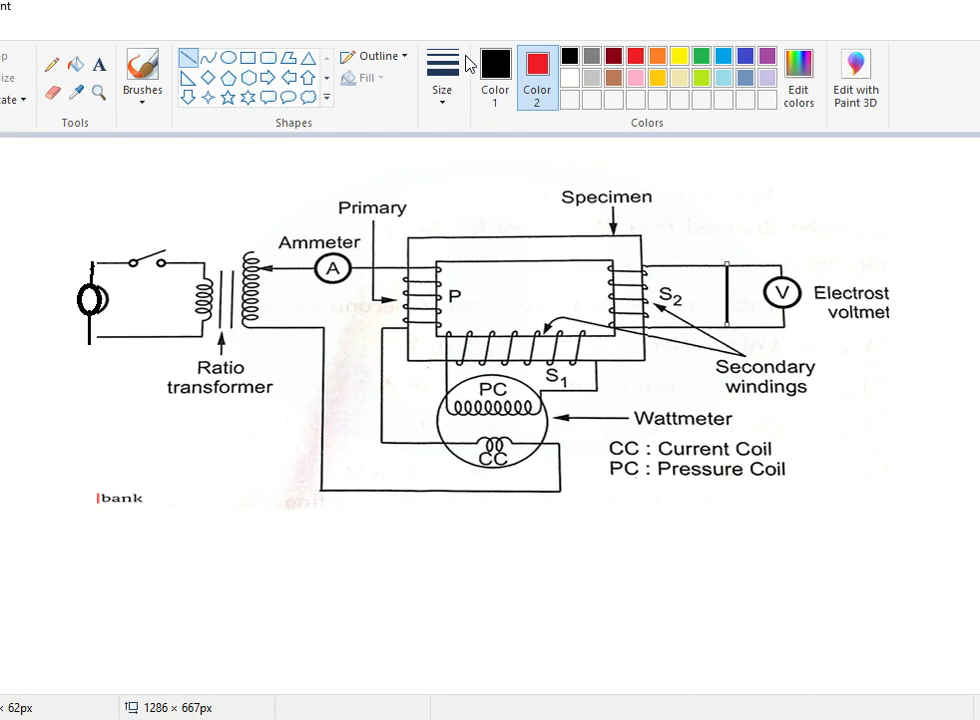 nt
Outline
Fill
Brushes
Size
Color
1
Color
2
Edit
colors
Edit with
Paint 3D
Tools
Shapes
Colors
Specimen
Primary
Ammeter
A
P
S2
V
Electrost
voltmet
Ratio
transformer
S1
Secondary
windings
PC
Wattmeter
CC
CC : Current Coil
PC : Pressure Coil
bank
× 62px
1286 × 667px